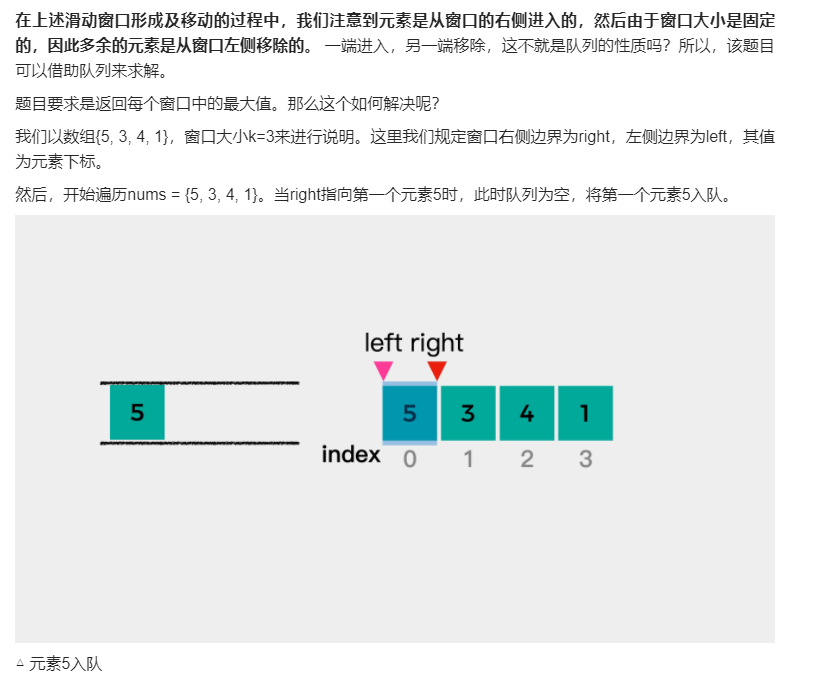 在上述滑动窗口形成及移动的过程中，我们注意到元素是从窗口的右侧进入的，然后由于窗口大小是固定
的，因此多余的元素是从窗口左侧移除的。 一端进入，另一端移除，这不就是队列的性质吗？所以，该题目
可以借助队列来求解。
题目要求是返回每个窗口中的最大值。那么这个如何解决呢？
我们以数组{5, 3, 4, 1}，窗口大小k=3来进行说明。这里我们规定窗口右侧边界为right，左侧边界为left，其值
为元素下标。
然后，开始遍历nums = {5, 3, 4, 1}。当right指向第一个元素5时，此时队列为空，将第一个元素5入队。
left right
5
5 3 4 1
index 0 1 2 3
△ 元素5入队